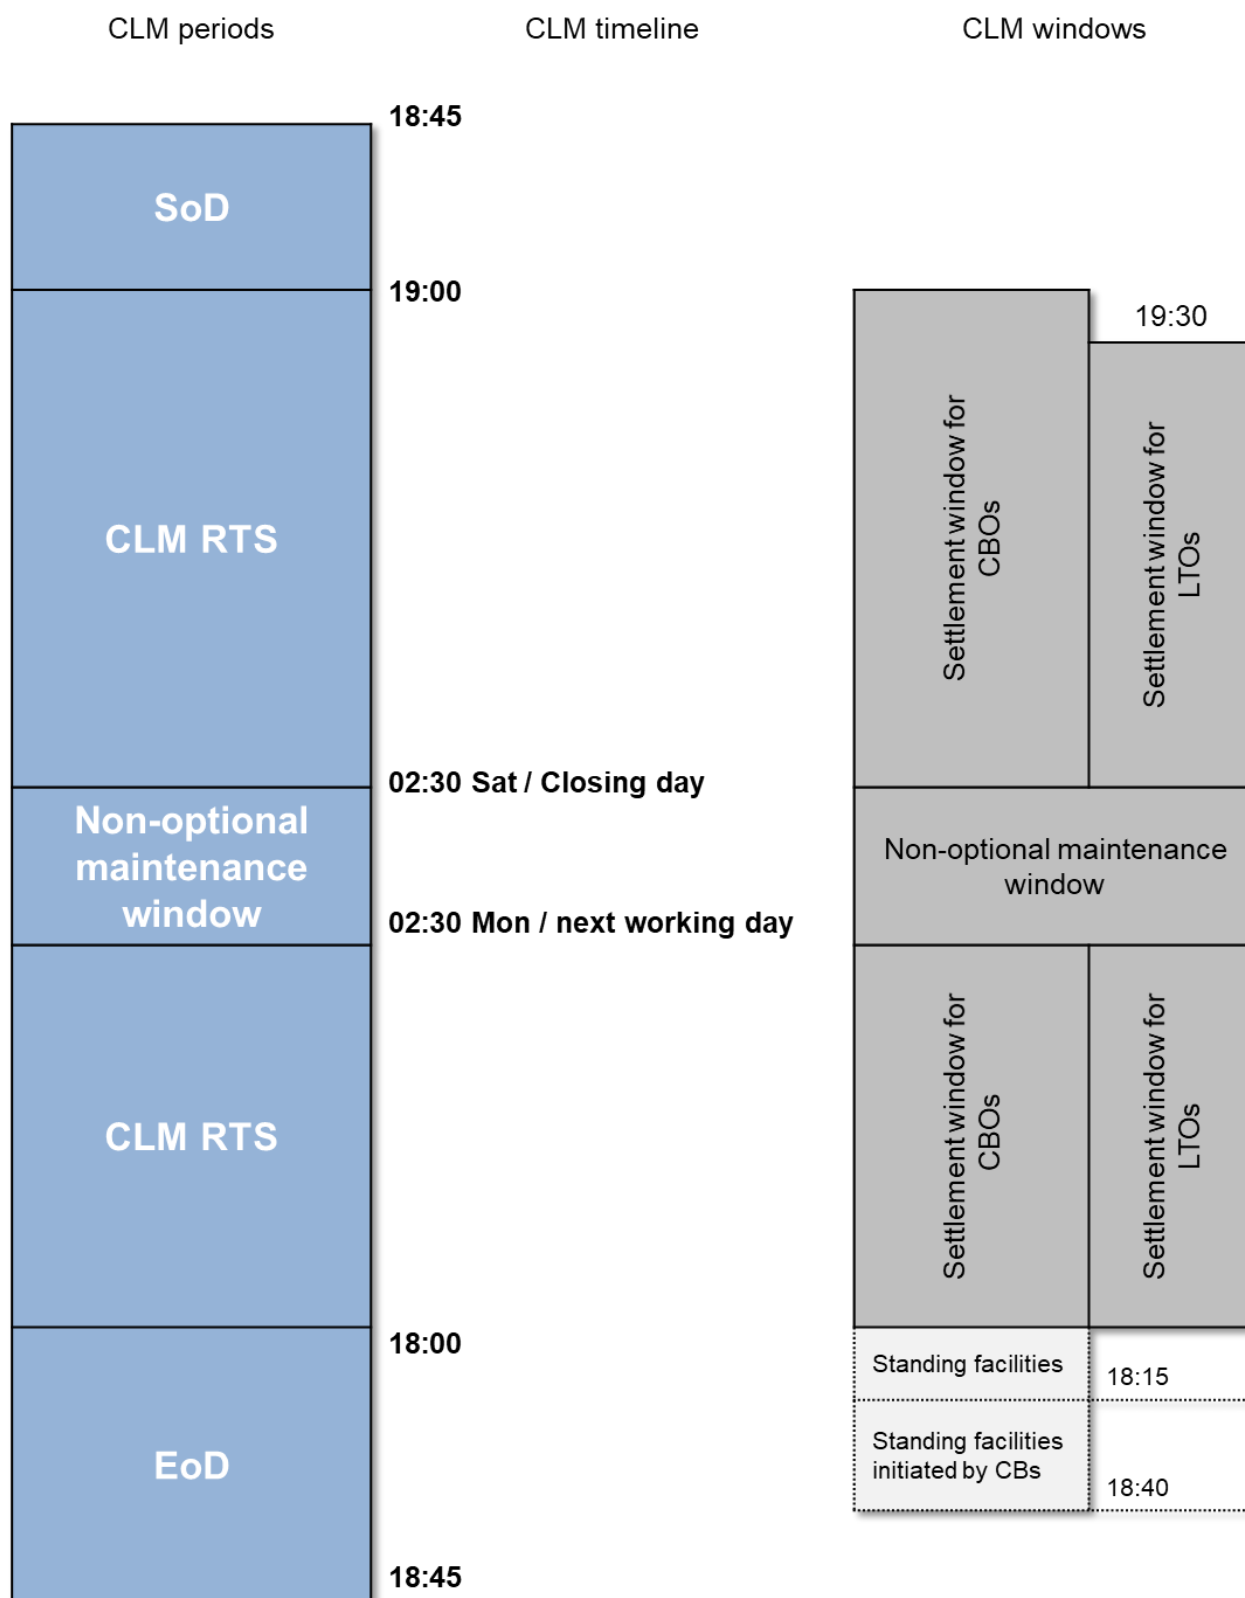 CLM periods
CLM timeline
CLM windows
18:45
SoD
19:00
19:30
CLM RTS
Settlement window for
CBOs
Settlement window for
LTOs
02:30 Sat / Closing day
Non-optional
maintenance
window
Non-optional maintenance
window
02:30 Mon / next working day
CLM RTS
Settlement window for
CBOs
Settlement window for
LTOs
18:00
Standing facilities
18:15
EoD
Standing facilities
initiated by CBs
18:40
18:45